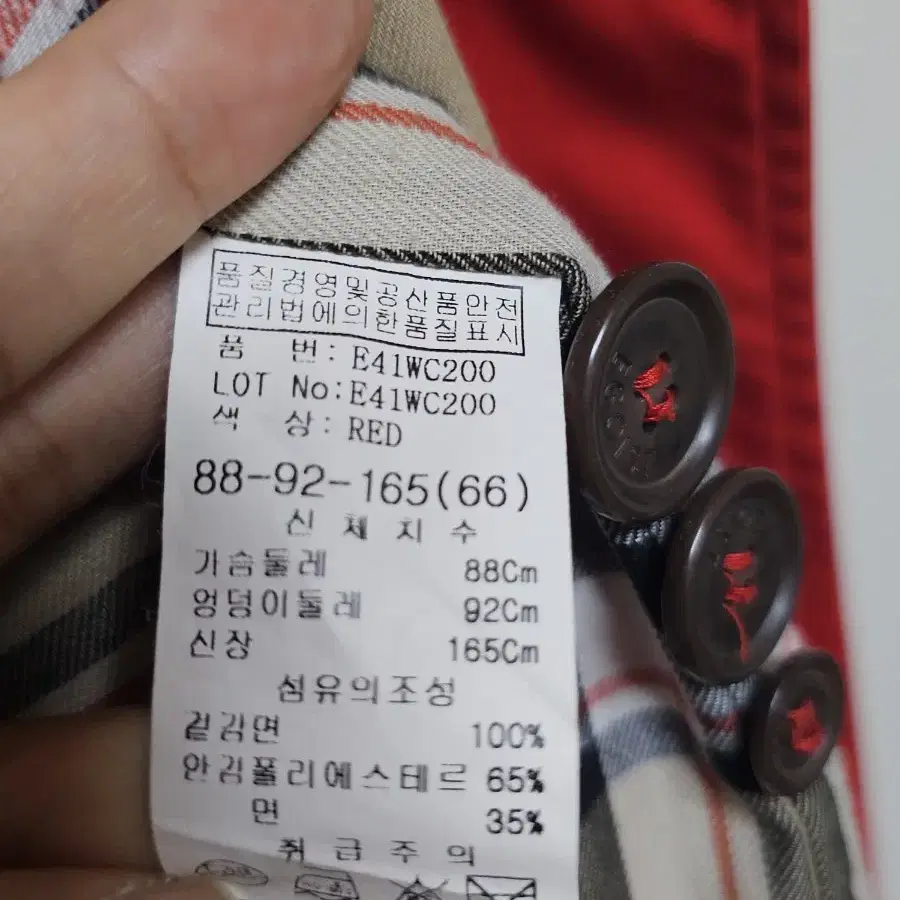 품질경영및공산품안전
관리법에의한품질표시
품 번: E41WC200
LOT No:E41WC200
색 상: RED
88-92-165(66)
신 체 치 수
가슴둘레 88Cm
엉덩이둘레 92Cm
신장 165Cm
섬유의조성
겉감면 100%
안감폴리에스테르 65%
면 35%
취 급 주 의